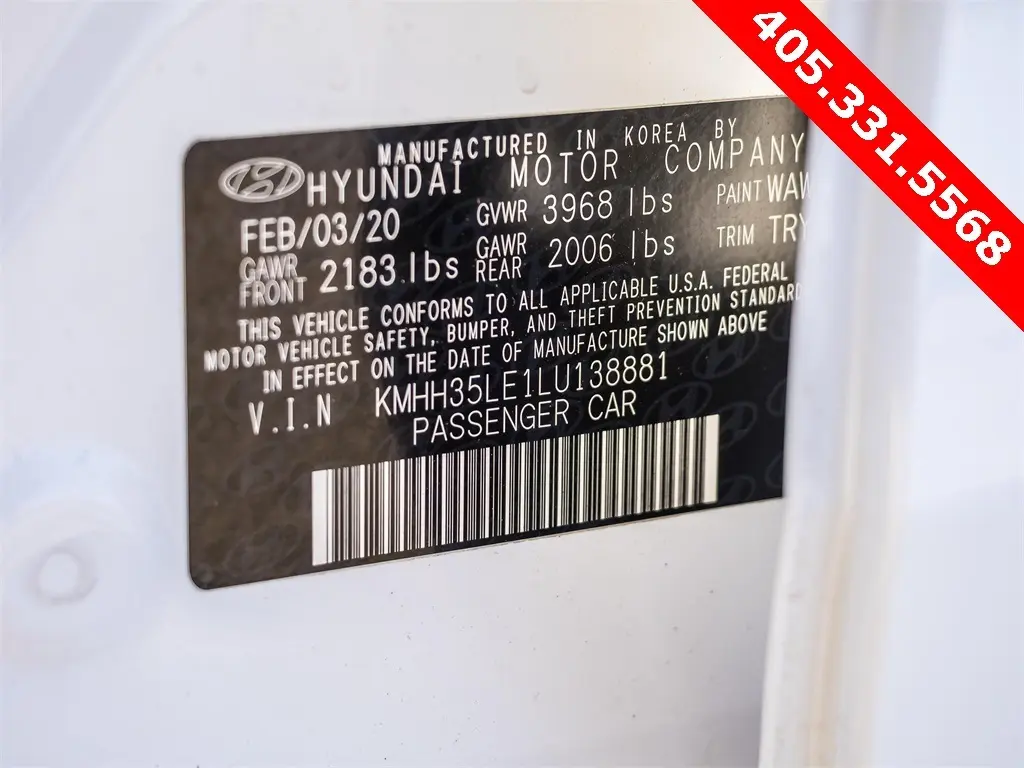 405.331.5568
MANUFACTURED IN KOREA BY
HYUNDAI MOTOR COMPANY
FEB/03/20 GVWR 3968 lbs PAINT WAW
GAWR FRONT 2183 lbs GAWR REAR 2006 lbs TRIM TRY
THIS VEHICLE CONFORMS TO ALL APPLICABLE U.S.A. FEDERAL
MOTOR VEHICLE SAFETY, BUMPER, AND THEFT PREVENTION STANDARD
IN EFFECT ON THE DATE OF MANUFACTURE SHOWN ABOVE
V.I.N KMHH35LE1LU138881
PASSENGER CAR